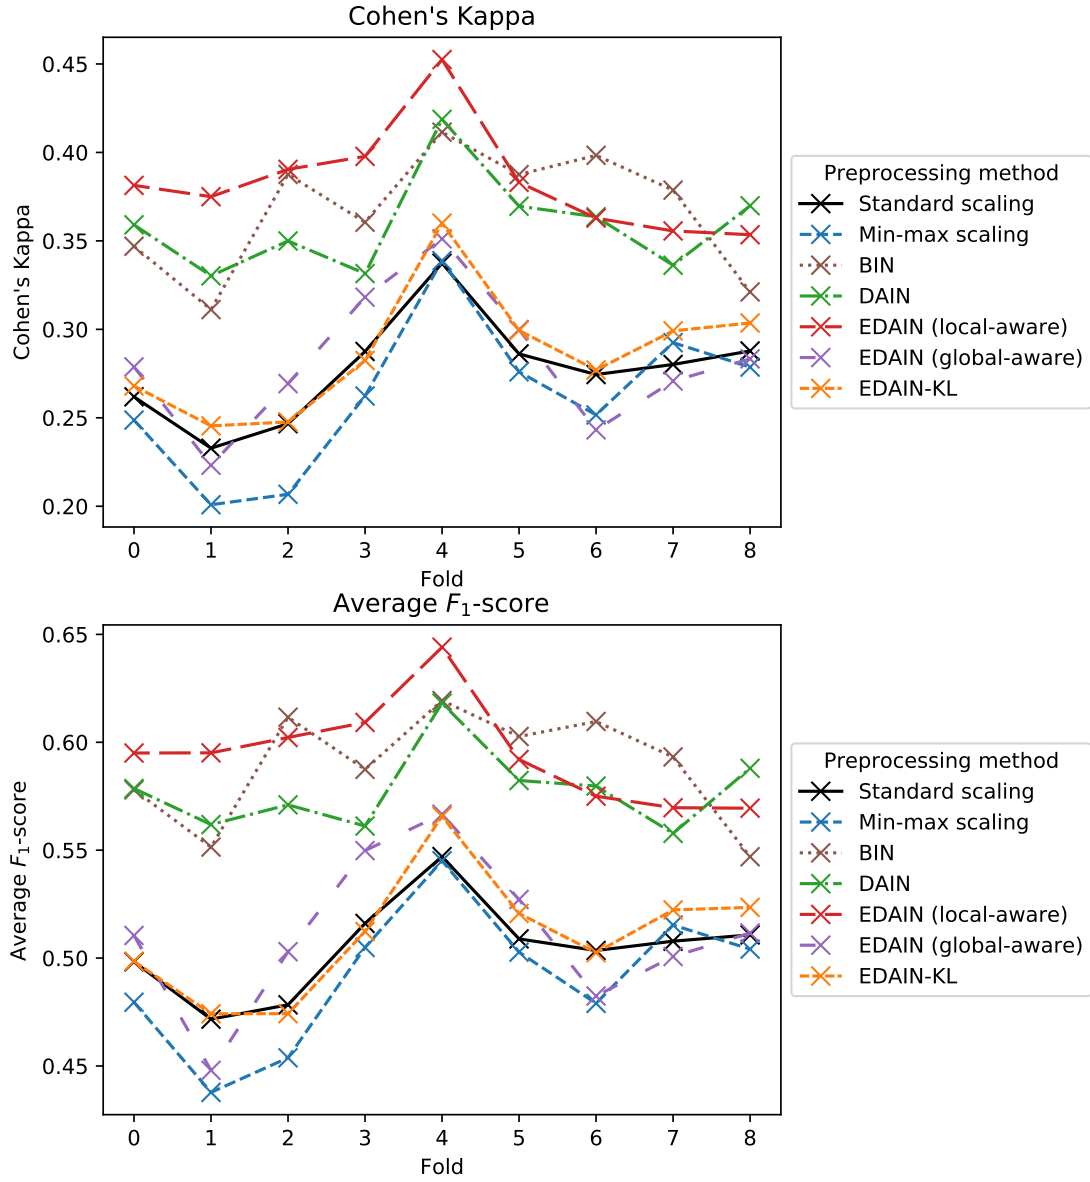 Cohen's Kappa
Cohen's Kappa
0.45
0.40
0.35
0.30
0.25
0.20
0 1 2 3 4 5 6 7 8
Fold
Preprocessing method
Standard scaling
Min-max scaling
BIN
DAIN
EDAIN (local-aware)
EDAIN (global-aware)
EDAIN-KL
Average F₁-score
Average F₁-score
0.65
0.60
0.55
0.50
0.45
0 1 2 3 4 5 6 7 8
Fold
Preprocessing method
Standard scaling
Min-max scaling
BIN
DAIN
EDAIN (local-aware)
EDAIN (global-aware)
EDAIN-KL